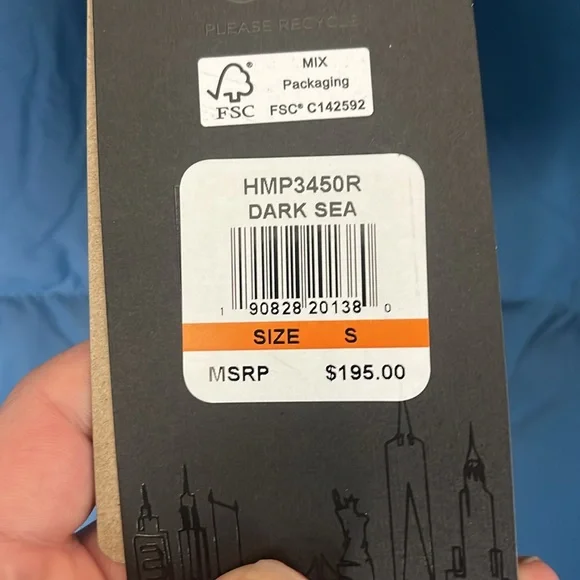 PLEASE RECYCLE
MIX
Packaging
FSC® C142592
® FSC
HMP3450R
DARK SEA
1 90828 20138 0
SIZE S
MSRP $195.00